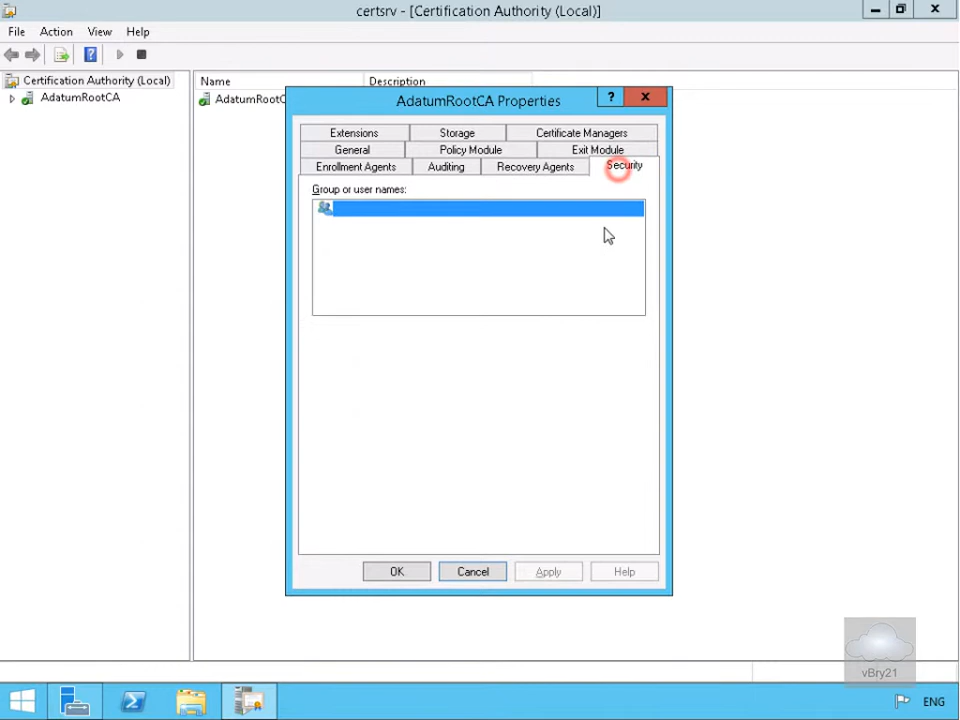 certsrv - [Certification Authority (Local)]
File Action View Help
Certification Authority (Local)
AdatumRootCA
Name Description
AdatumRootC
AdatumRootCA Properties
Extensions Storage Certificate Managers
General Policy Module Exit Module
Enrollment Agents Auditing Recovery Agents Security
Group or user names:
OK Cancel Apply Help
vBry21
ENG